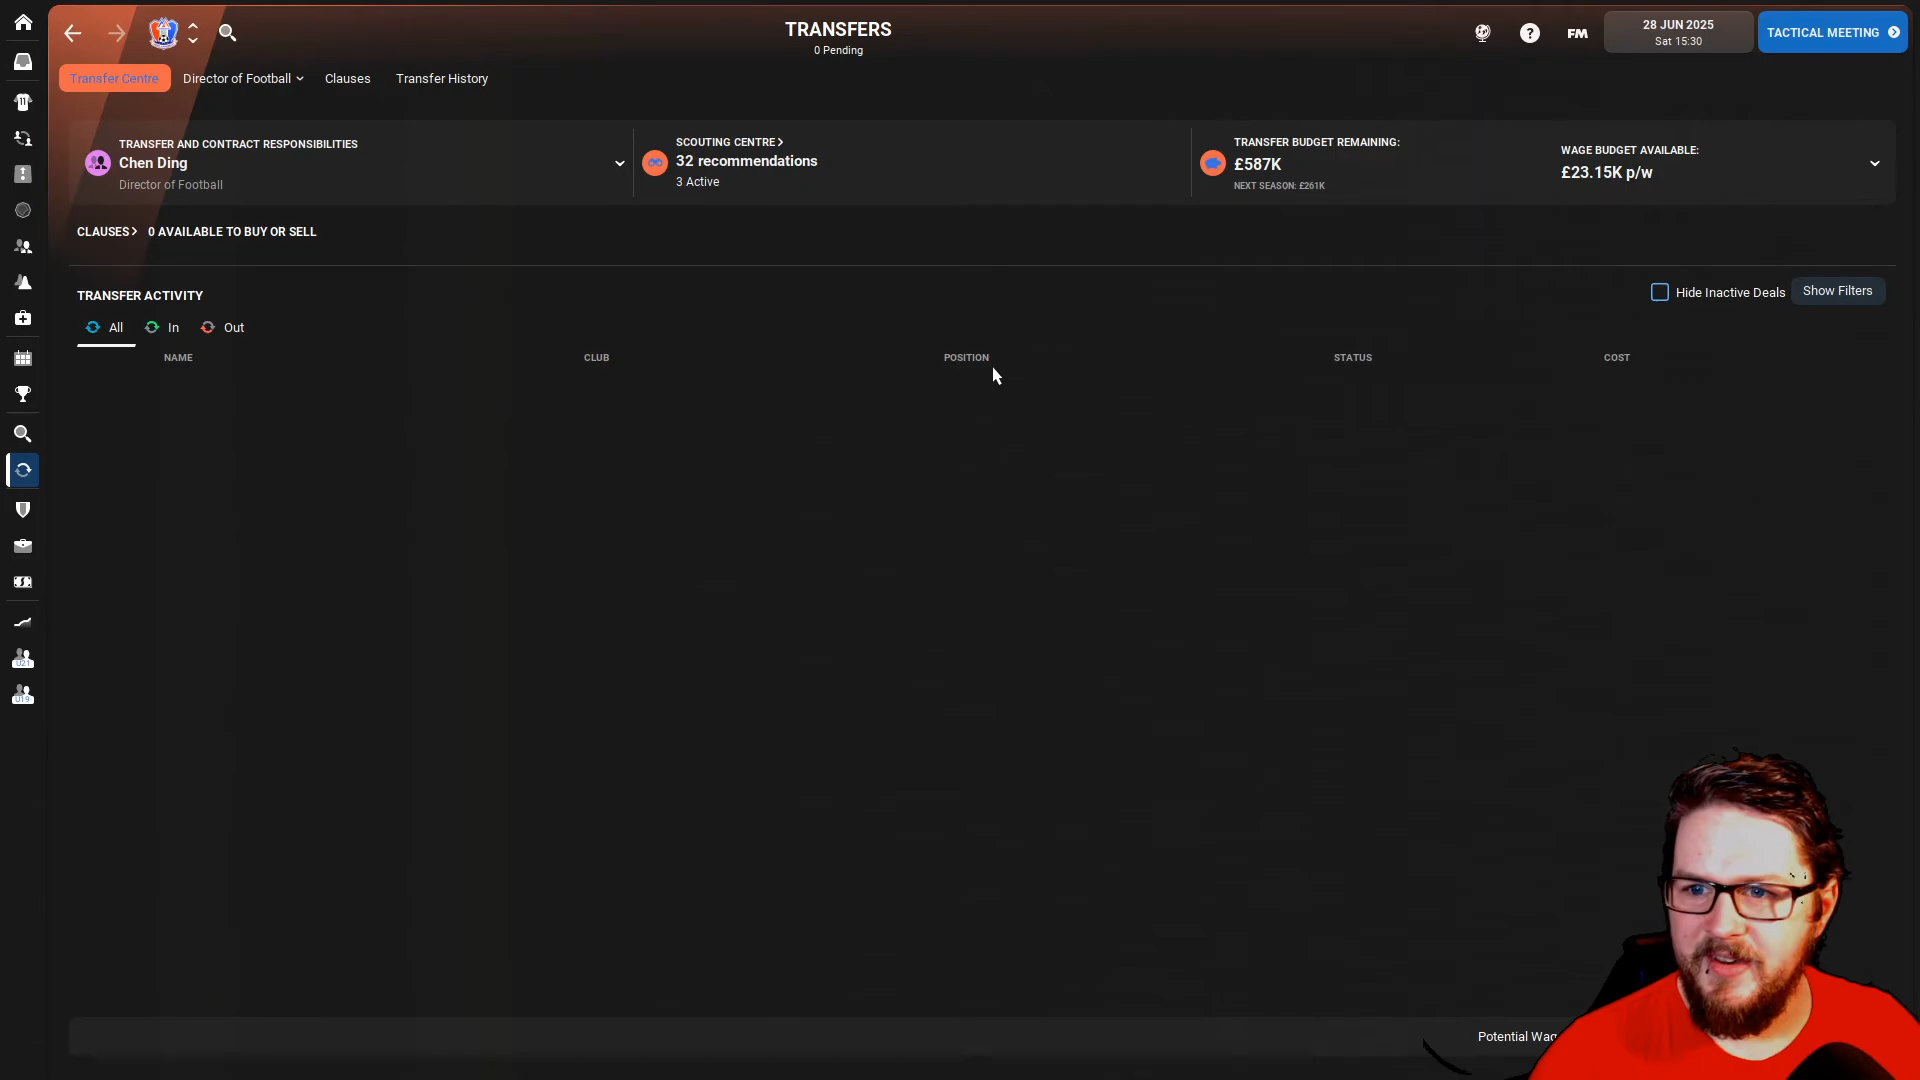 TRANSFERS
0 Pending
FM
28 JUN 2025
Sat 15:30
TACTICAL MEETING
Transfer Centre
Director of Football
Clauses
Transfer History
TRANSFER AND CONTRACT RESPONSIBILITIES
Chen Ding
Director of Football
SCOUTING CENTRE >
32 recommendations
3 Active
TRANSFER BUDGET REMAINING:
£587K
NEXT SEASON: £261K
WAGE BUDGET AVAILABLE:
£23.15K p/w
CLAUSES > 0 AVAILABLE TO BUY OR SELL
TRANSFER ACTIVITY
Hide Inactive Deals
Show Filters
All
In
Out
NAME
CLUB
POSITION
STATUS
COST
U21
U19
Potential